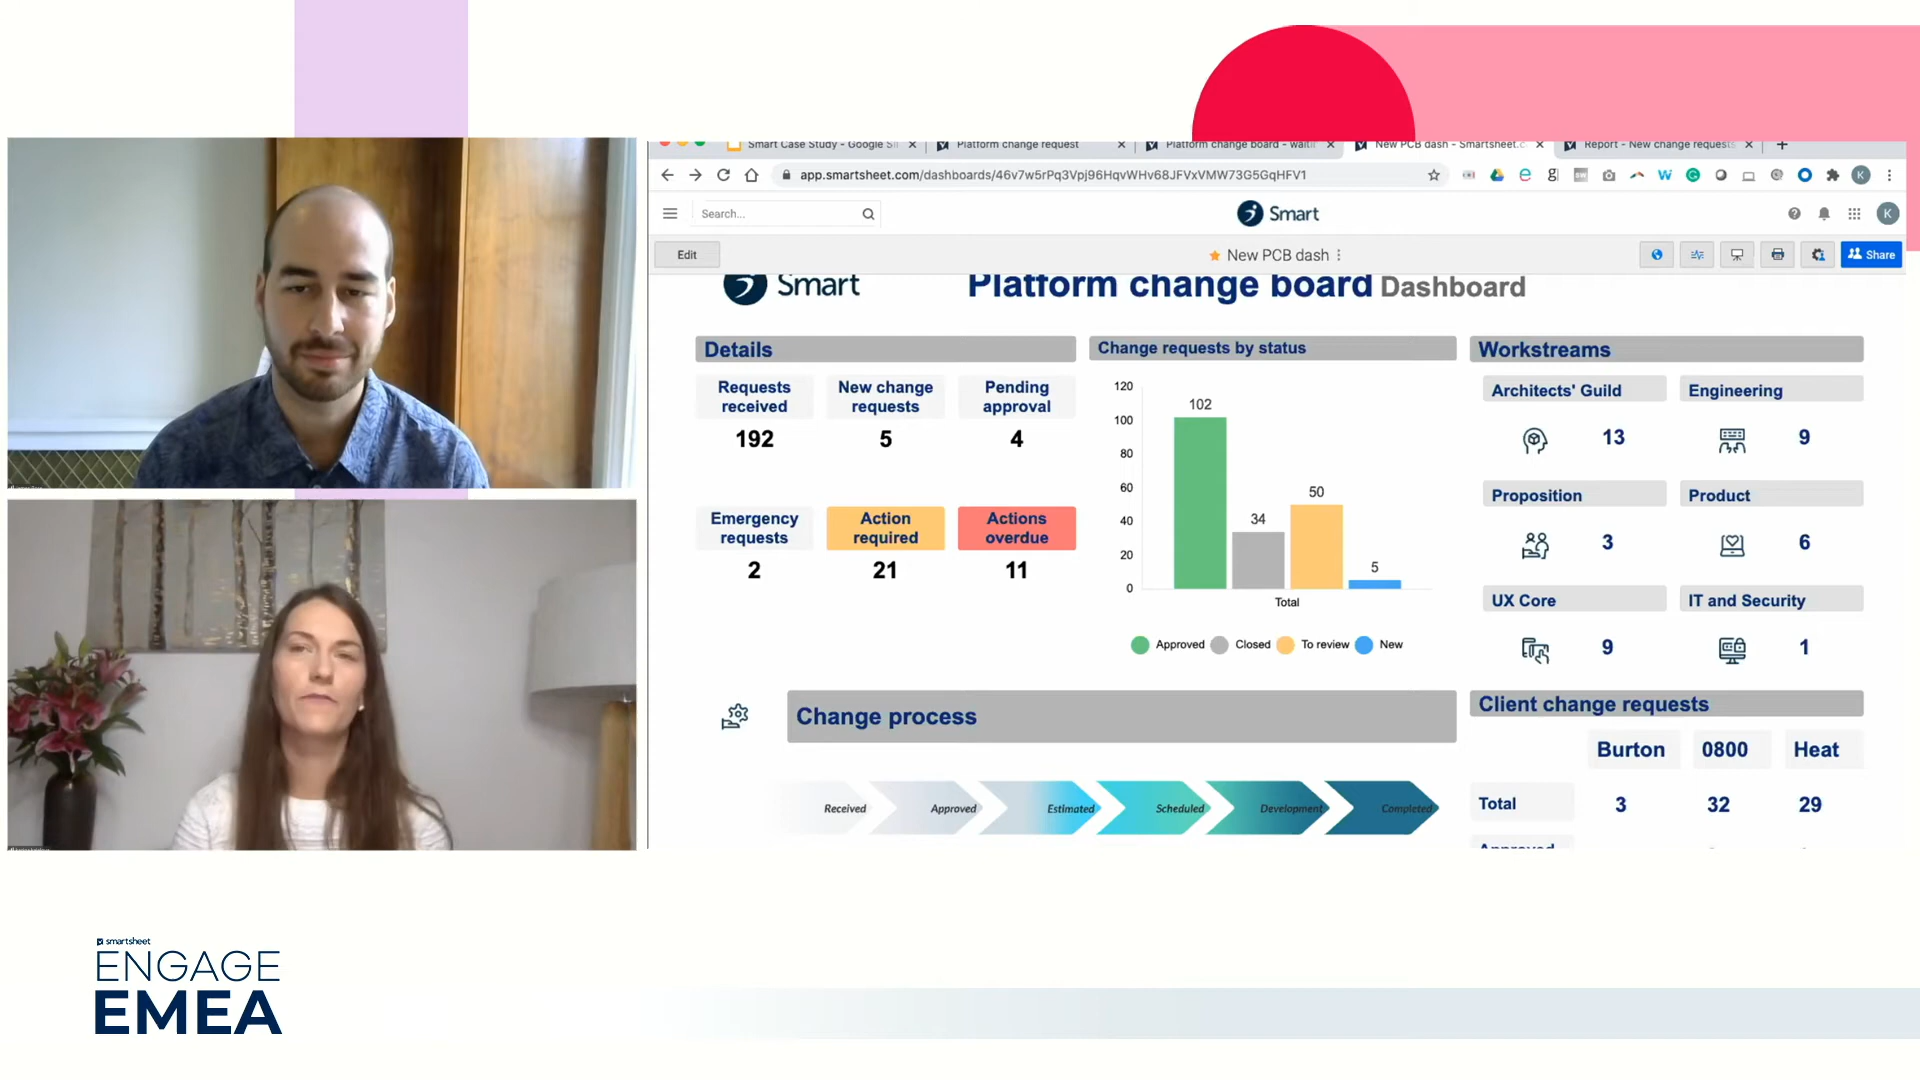 Smart Case Study - Google Sli
Platform change request
Platform change board - waiti
New PCB dash - Smartsheet.c
Report - New change requests
app.smartsheet.com/dashboards/46v7w5rPq3Vpj96HqvWHv68JFVxVMW73G5GqHFV1
K
Search...
Smart
K
Edit
New PCB dash
Share
Smart
Platform change board Dashboard
Details
Requests received
192
New change requests
5
Pending approval
4
Emergency requests
2
Action required
21
Actions overdue
11
Change requests by status
120
100
80
60
40
20
0
102
34
50
5
Total
Approved
Closed
To review
New
Workstreams
Architects' Guild
13
Engineering
9
Proposition
3
Product
6
UX Core
9
IT and Security
1
Change process
Received
Approved
Estimated
Scheduled
Development
Completed
Client change requests
Burton
0800
Heat
Total
3
32
29
Approved
smartsheet
ENGAGE
EMEA